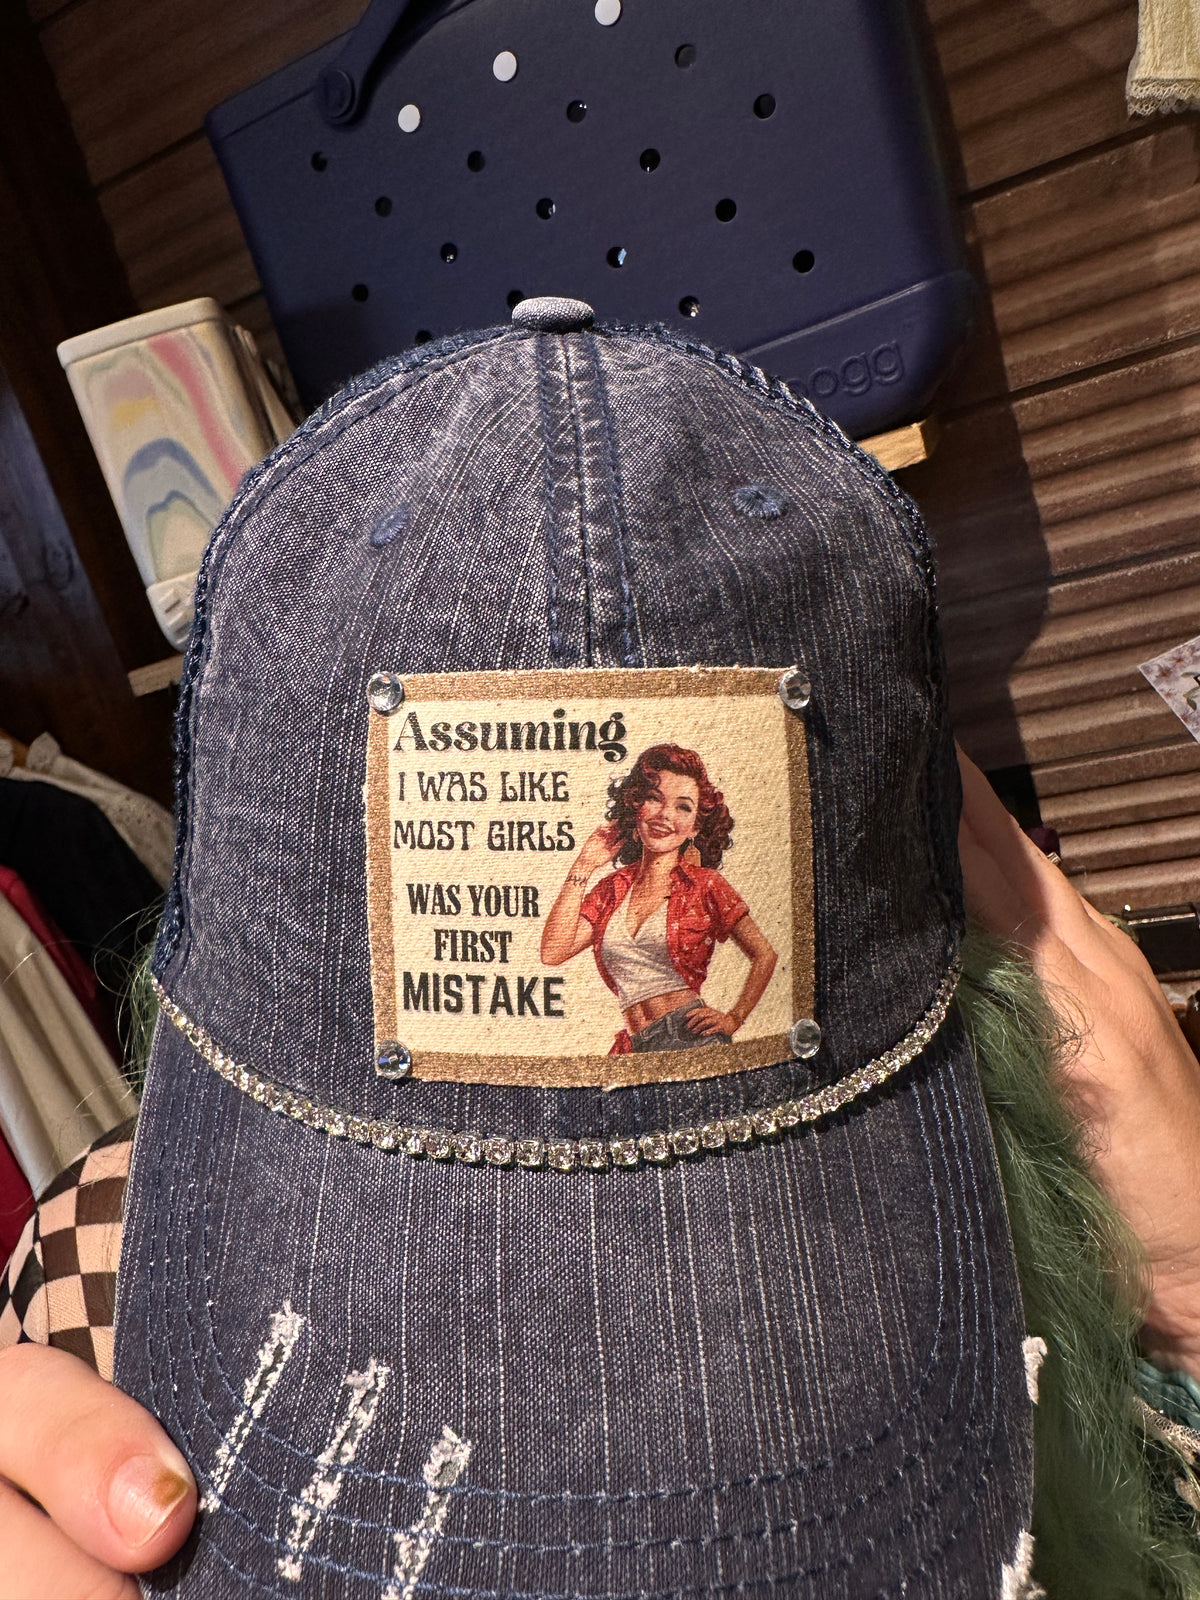 Assuming
I WAS LIKE
MOST GIRLS
WAS YOUR
FIRST
MISTAKE